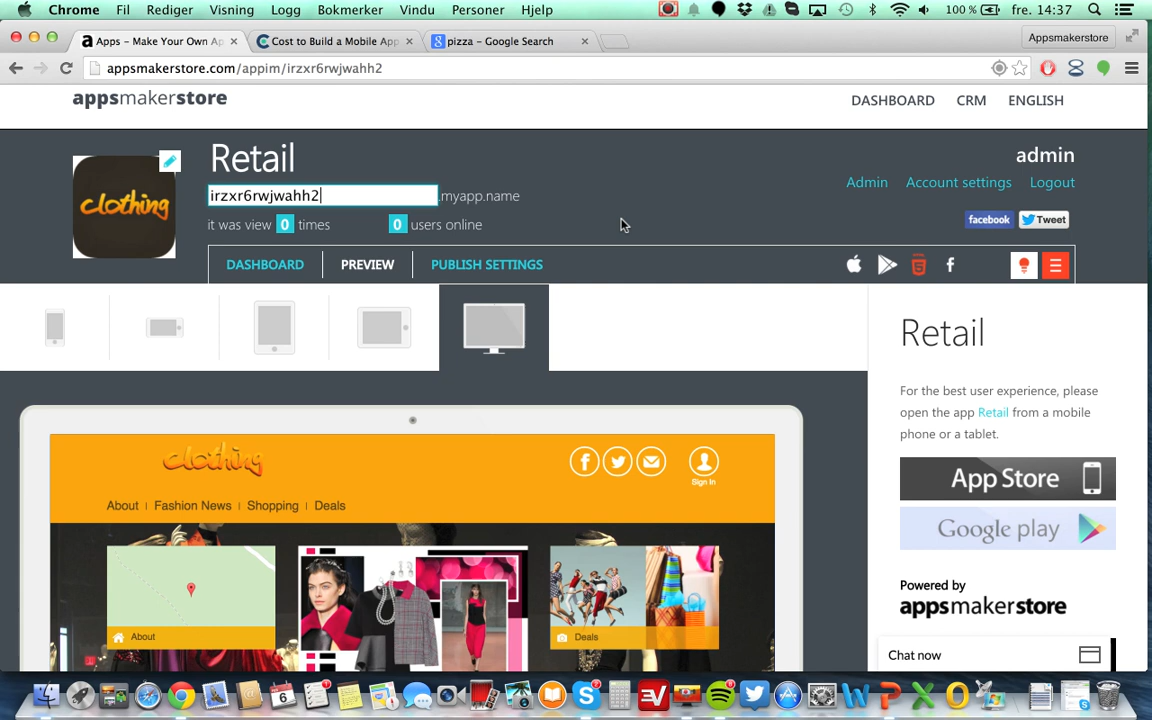 Chrome Fil Rediger Visning Logg Bokmerker Vindu Personer Hjelp 100 % fre. 14:37
Apps - Make Your Own Ap Cost to Build a Mobile App pizza - Google Search Appsmakerstore
appsmakerstore.com/appim/irzxr6rwjwahh2
appsmakerstore DASHBOARD CRM ENGLISH
Retail
admin
clothing
irzxr6rwjwahh2 .myapp.name
Admin Account settings Logout
it was view 0 times 0 users online
facebook Tweet
DASHBOARD PREVIEW PUBLISH SETTINGS
Retail
For the best user experience, please
open the app Retail from a mobile
phone or a tablet.
App Store
Google play
Powered by
appsmakerstore
Chat now
clothing
Sign In
About Fashion News Shopping Deals
About
Deals